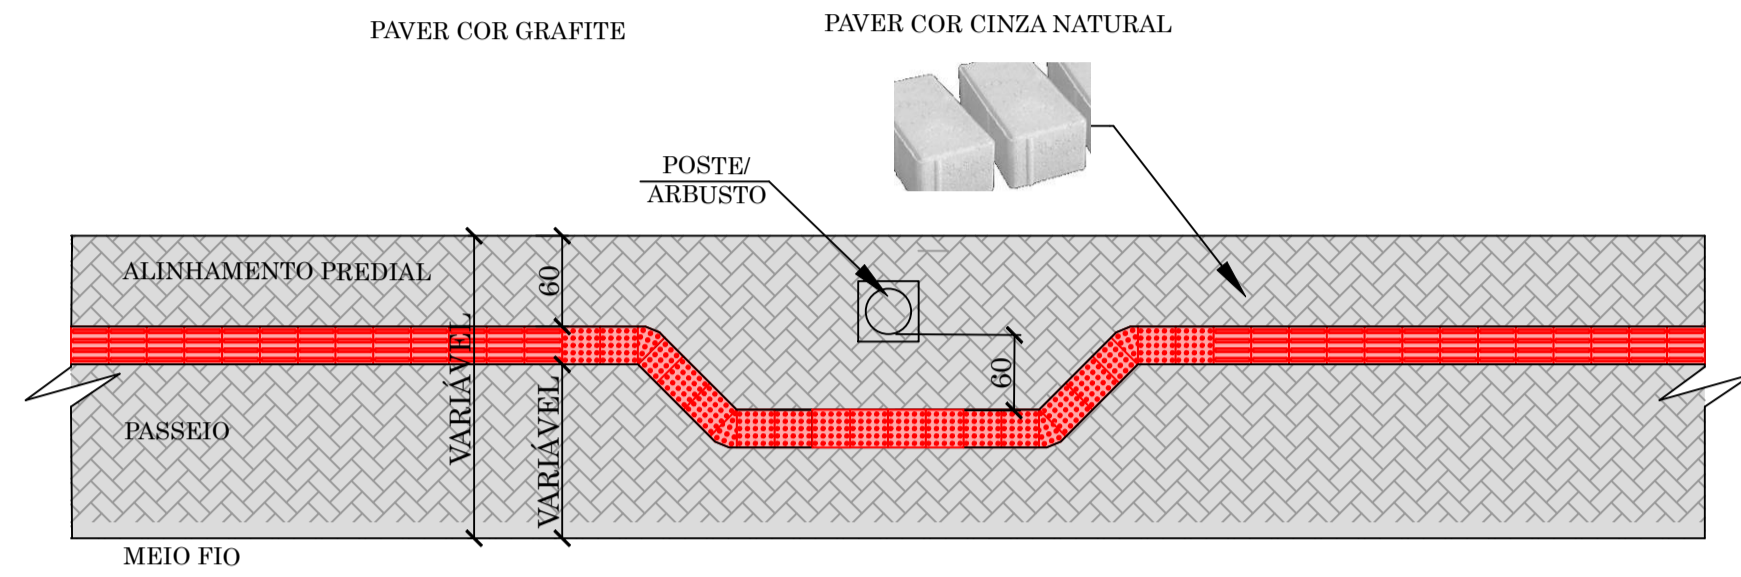 PAVER COR GRAFITE
PAVER COR CINZA NATURAL
POSTE/
ARBUSTO
ALINHAMENTO PREDIAL
60
VARIÁVEL
60
VARIÁVEL
PASSEIO
MEIO FIO